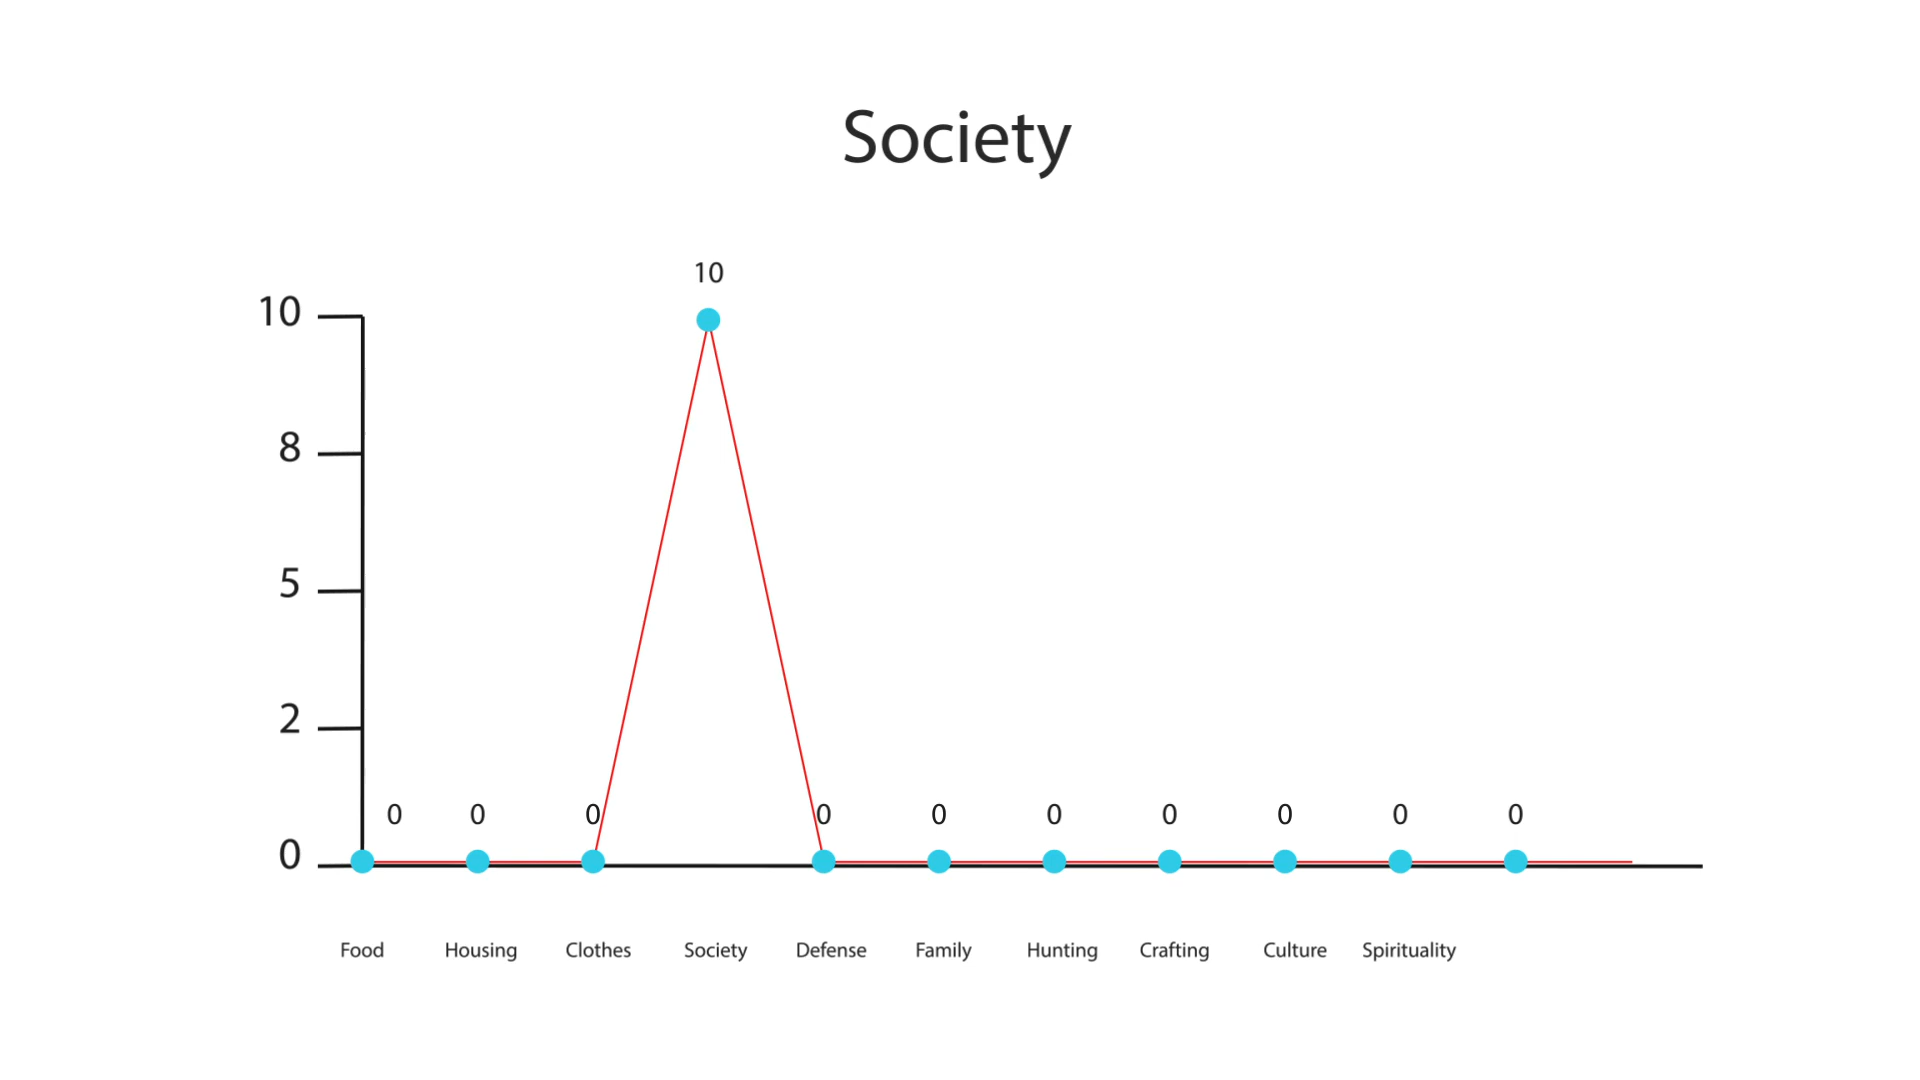 Society
10
10
8
5
2
0
0 0 0 0 0 0 0 0 0 0
Food Housing Clothes Society Defense Family Hunting Crafting Culture Spirituality